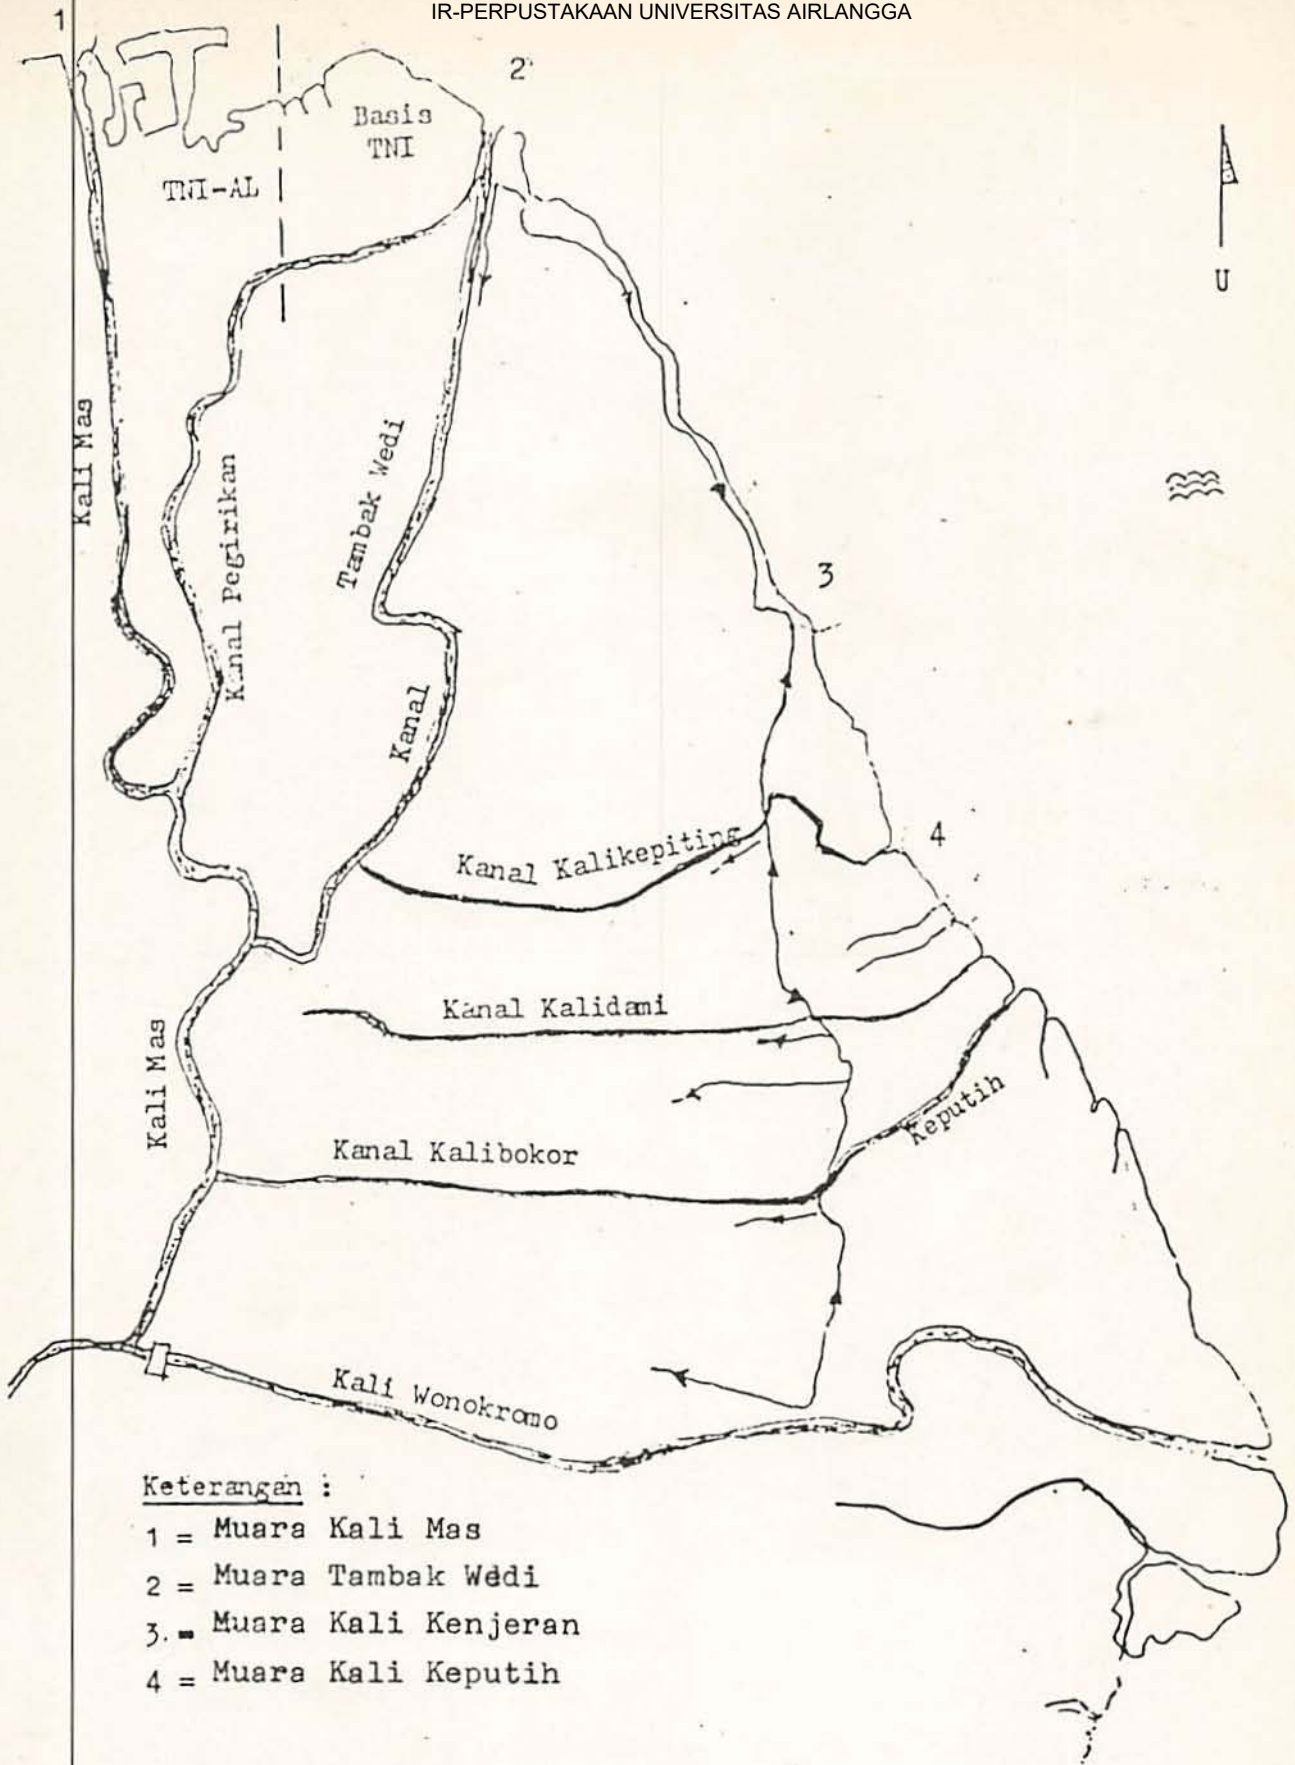 IR-PERPUSTAKAAN UNIVERSITAS AIRLANGGA
1
2
Basis
TNI
TNI-AL
U
Kali Mas
Kanal Pegirikan
Tambak Wedi
Kanal
3
4
Kanal Kalikepiting
Kanal Kalidami
Kali Mas
Keputih
Kanal Kalibokor
Kali Wonokromo
Keterangan :
1 = Muara Kali Mas
2 = Muara Tambak Wedi
3. = Muara Kali Kenjeran
4 = Muara Kali Keputih